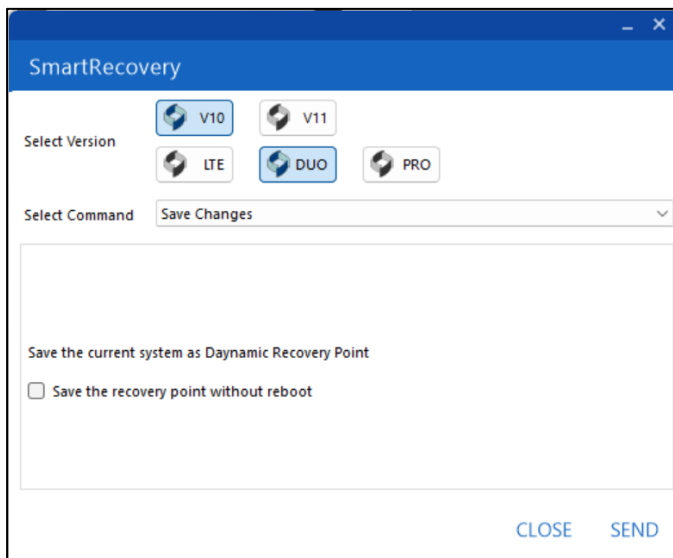 SmartRecovery
Select Version
V10
V11
LTE
DUO
PRO
Select Command
Save Changes
Save the current system as Daynamic Recovery Point
Save the recovery point without reboot
CLOSE
SEND